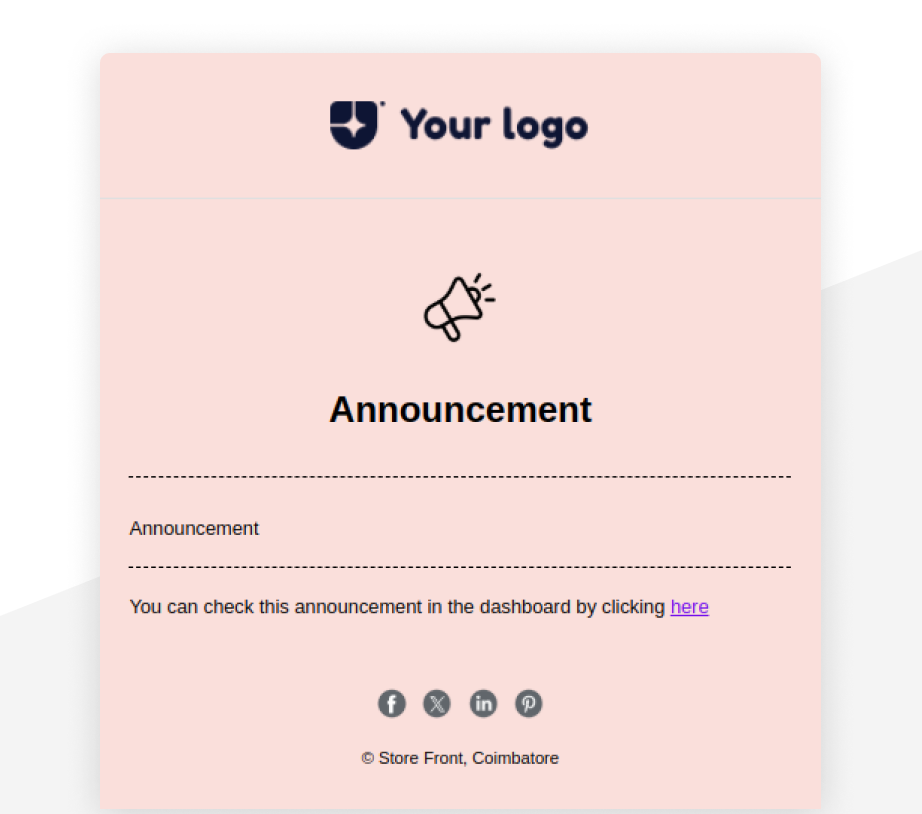 Your logo
Announcement
Announcement
You can check this announcement in the dashboard by clicking here
© Store Front, Coimbatore